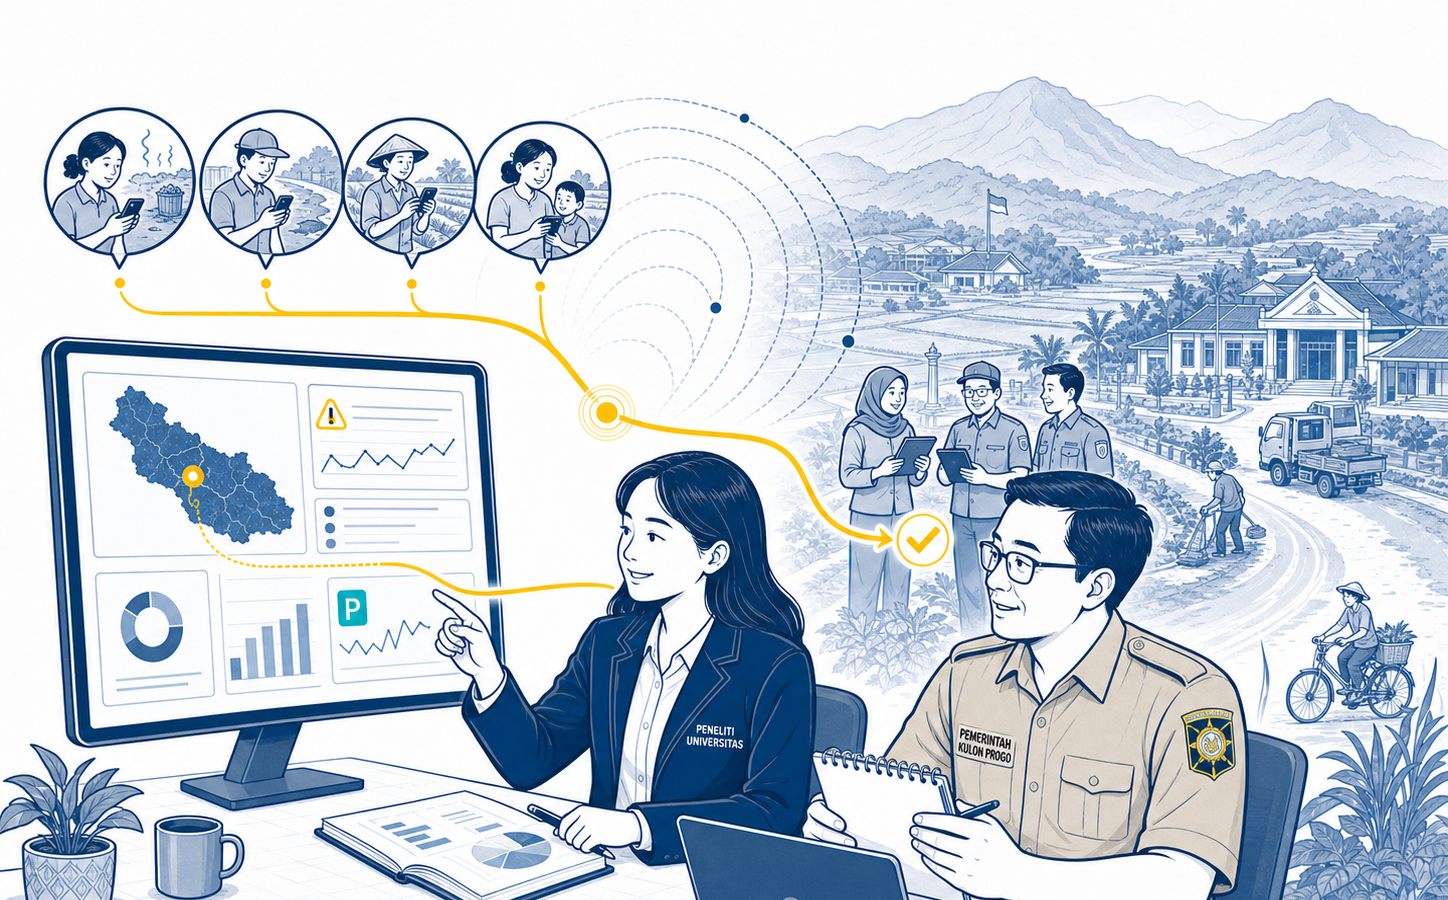 P
PENELITI
UNIVERSITAS
PEMERINTAH
KULON PROGO